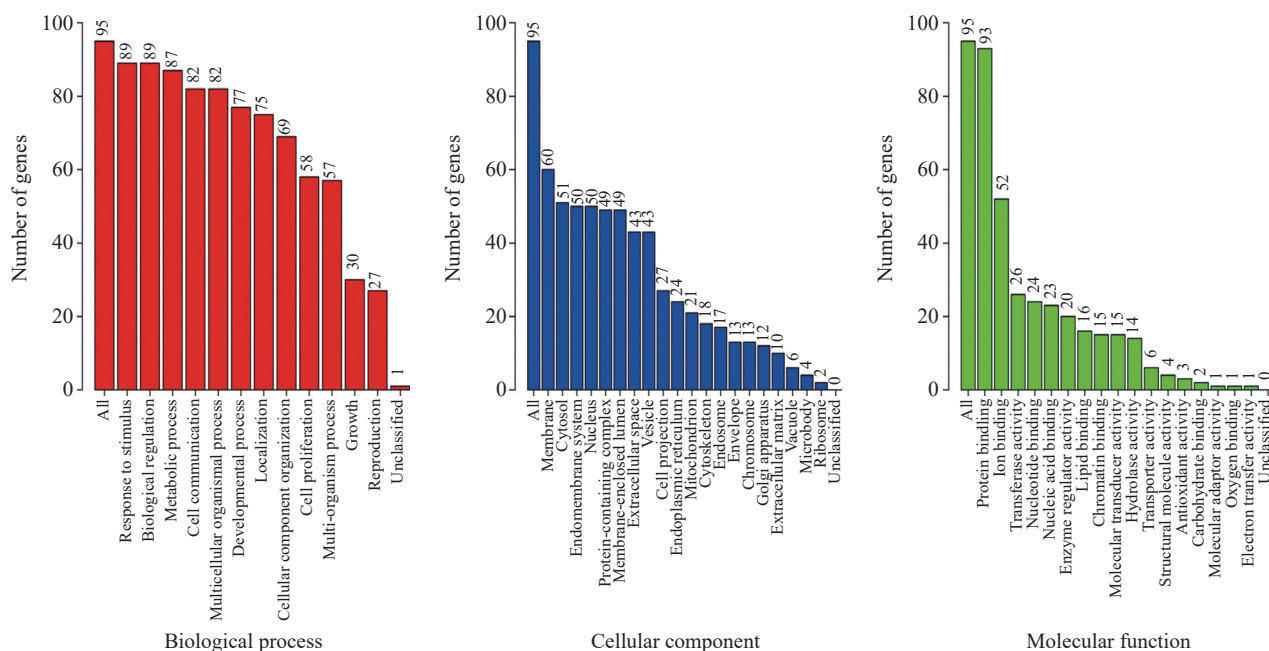 Number of genes
100
80
60
40
20
0
95
89
89
87
82
82
77
75
69
58
57
30
27
1
All
Response to stimulus
Biological regulation
Metabolic process
Cell communication
Multicellular organismal process
Developmental process
Localization
Cellular component organization
Cell proliferation
Multi-organism process
Growth
Reproduction
Unclassified
Biological process
Number of genes
100
80
60
40
20
0
95
60
51
50
50
49
49
43
43
27
24
21
18
17
13
13
12
10
6
4
2
0
All
Membrane
Cytosol
Endomembrane system
Nucleus
Protein-containing complex
Membrane-enclosed lumen
Extracellular space
Vesicle
Cell projection
Endoplasmic reticulum
Mitochondrion
Cytoskeleton
Endosome
Envelope
Chromosome
Golgi apparatus
Extracellular matrix
Vacuole
Microbody
Ribosome
Unclassified
Cellular component
Number of genes
100
80
60
40
20
0
95
93
52
26
24
23
20
16
15
15
14
6
4
3
2
1
1
1
0
All
Protein binding
Ion binding
Transferase activity
Nucleotide binding
Nucleic acid binding
Enzyme regulator activity
Lipid binding
Chromatin binding
Molecular transducer activity
Hydrolase activity
Transporter activity
Structural molecule activity
Antioxidant activity
Carbohydrate binding
Molecular adaptor activity
Oxygen binding
Electron transfer activity
Unclassified
Molecular function